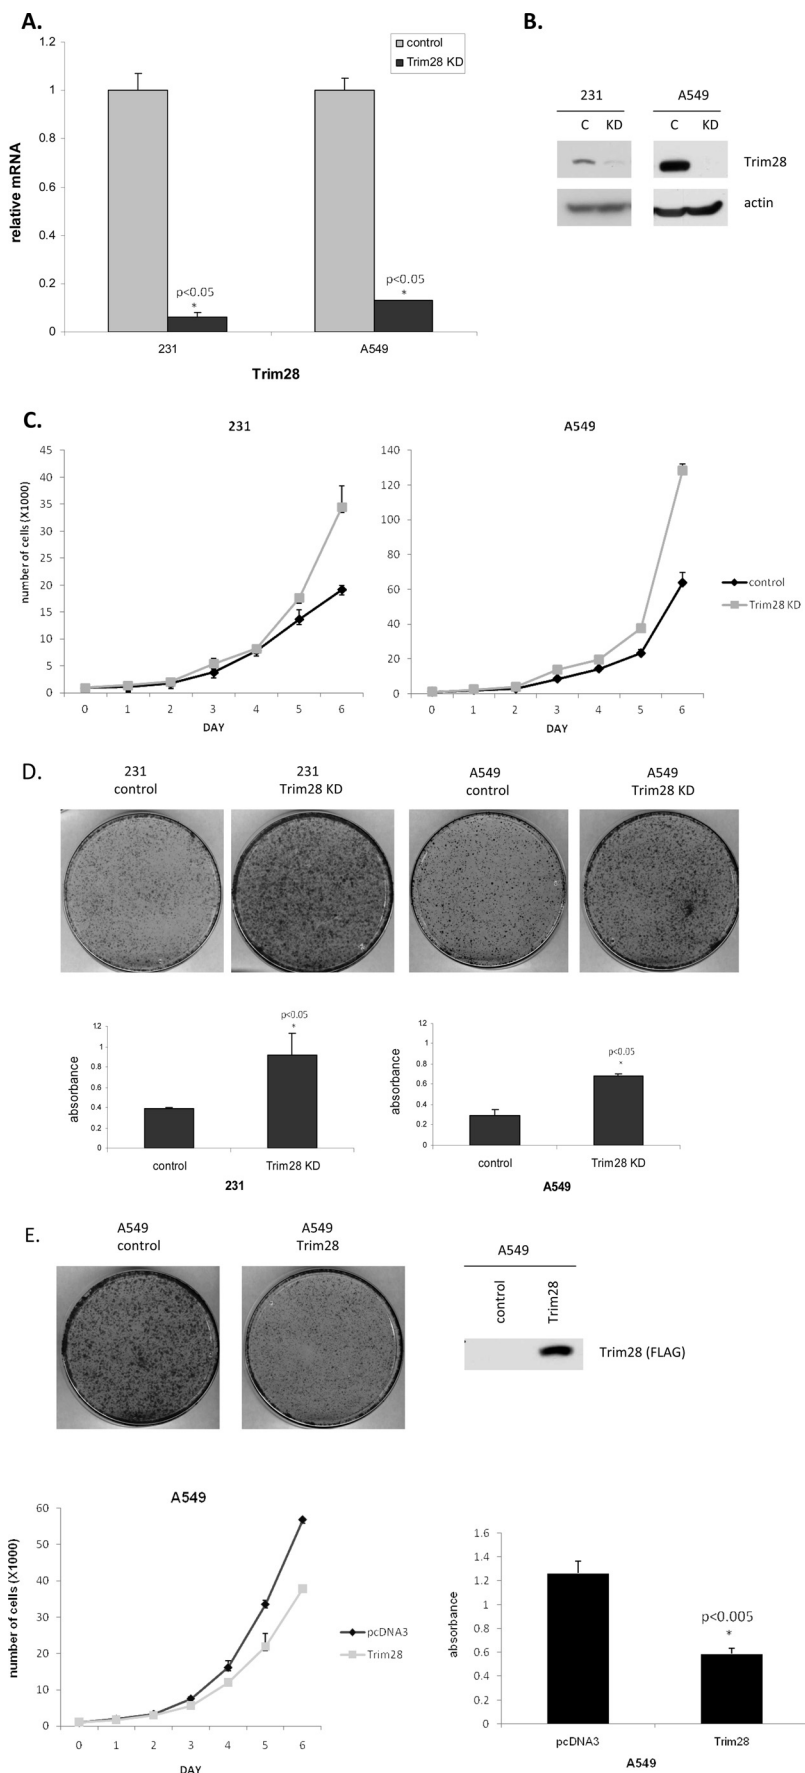 A.
1.2
1
0.8
0.6
0.4
0.2
0
relative mRNA
control
Trim28 KD
p<0.05
*
p<0.05
*
231
A549
Trim28
B.
231
A549
C
KD
C
KD
Trim28
actin
C.
231
A549
45
40
35
30
25
20
15
10
5
0
number of cells (X1000)
0 1 2 3 4 5 6
DAY
140
120
100
80
60
40
20
0
0 1 2 3 4 5 6
DAY
control
Trim28 KD
D.
231
control
231
Trim28 KD
A549
control
A549
Trim28 KD
p<0.05
*
12
1
0.8
0.6
0.4
0.2
0
absorbance
control
Trim28 KD
231
p<0.05
*
12
1
0.8
0.6
0.4
0.2
0
absorbance
control
Trim28 KD
A549
E.
A549
control
A549
Trim28
A549
control
Trim28
Trim28 (FLAG)
A549
60
50
40
30
20
10
0
number of cells (X1000)
0 1 2 3 4 5 6
DAY
pcDNA3
Trim28
1.6
1.4
1.2
1
0.8
0.6
0.4
0.2
0
absorbance
p<0.005
*
pcDNA3
Trim28
A549